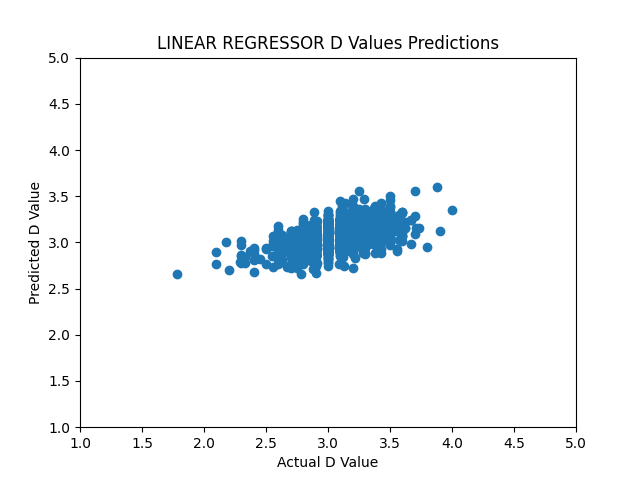 LINEAR REGRESSOR D Values Predictions
5.0
4.5
4.0
3.5
3.0
2.5
2.0
1.5
1.0
Predicted D Value
1.0 1.5 2.0 2.5 3.0 3.5 4.0 4.5 5.0
Actual D Value